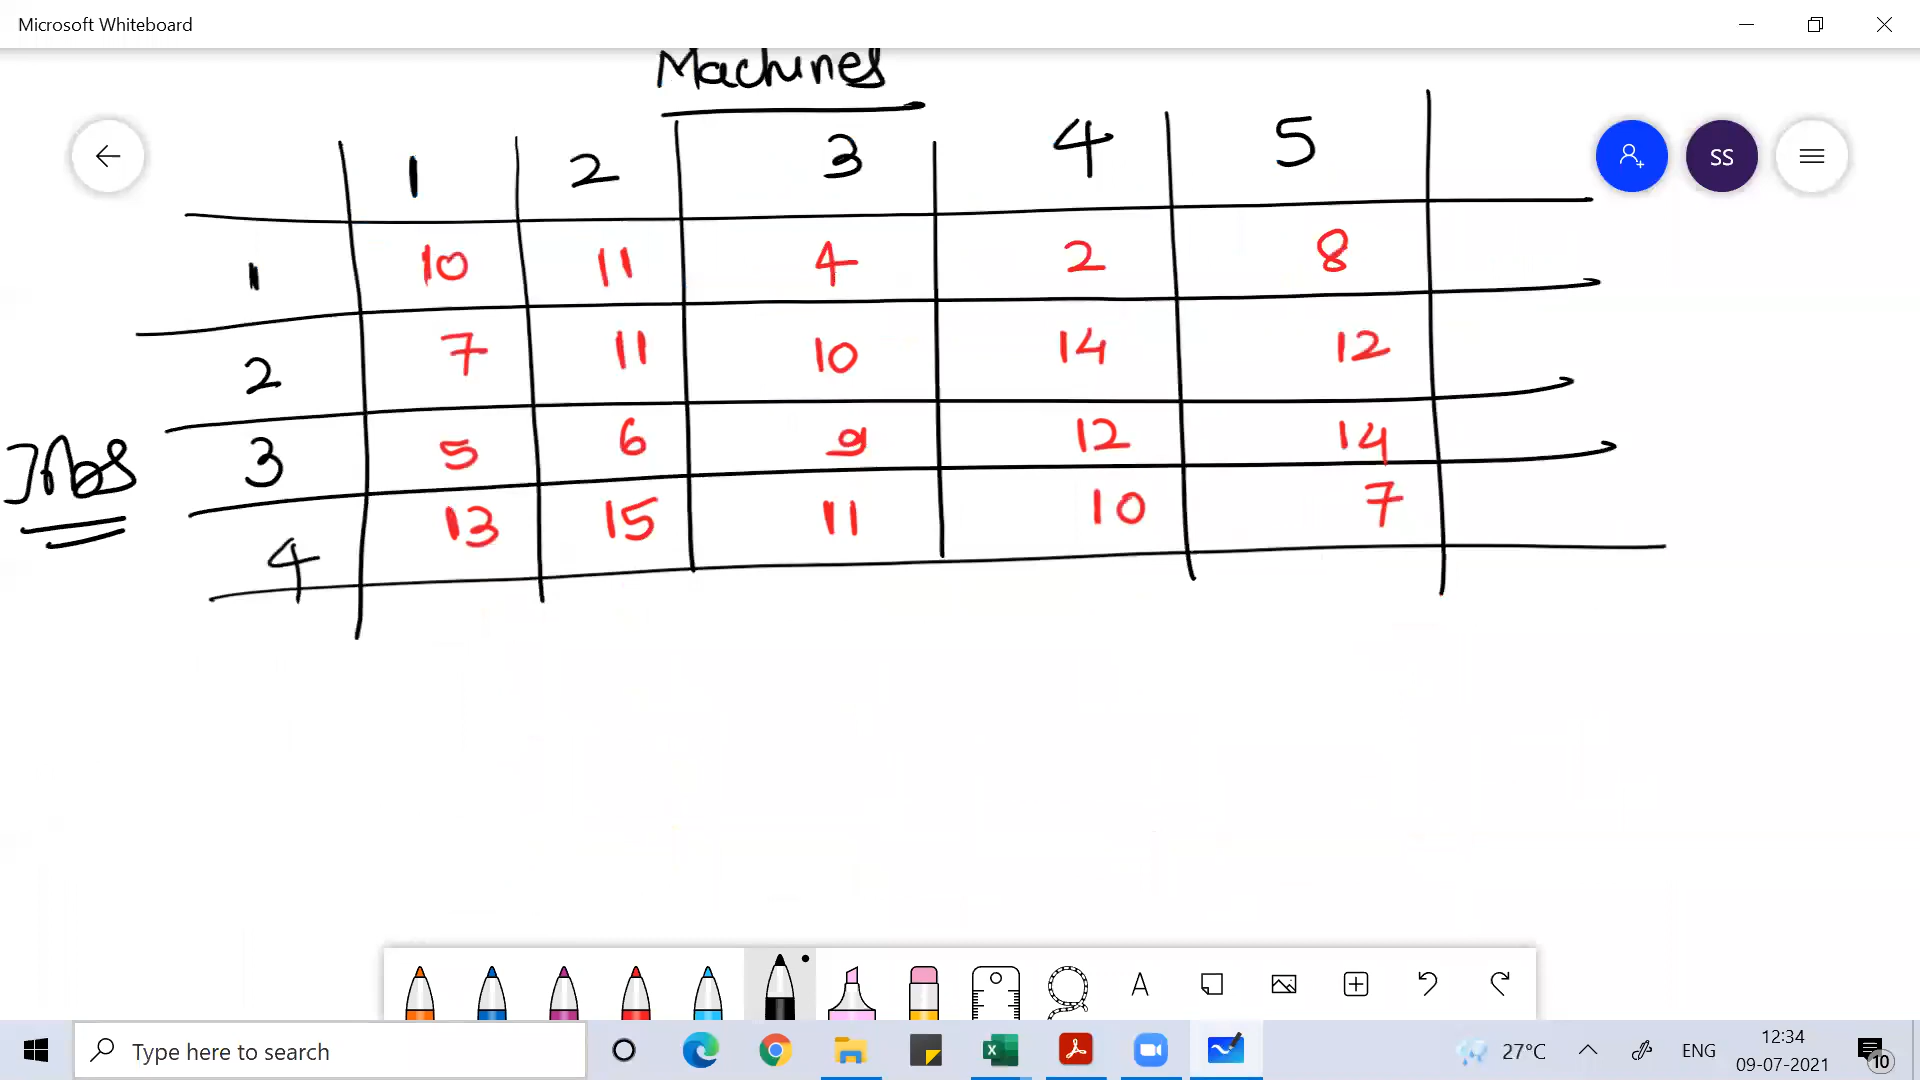 Microsoft Whiteboard
Machines
1 2 3 4 5
SS
1 10 11 4 2 8
2 7 11 10 14 12
Jobs
3 5 6 9 12 14
4 13 15 11 10 7
A
Type here to search
27°C ENG 12:34
09-07-2021
10